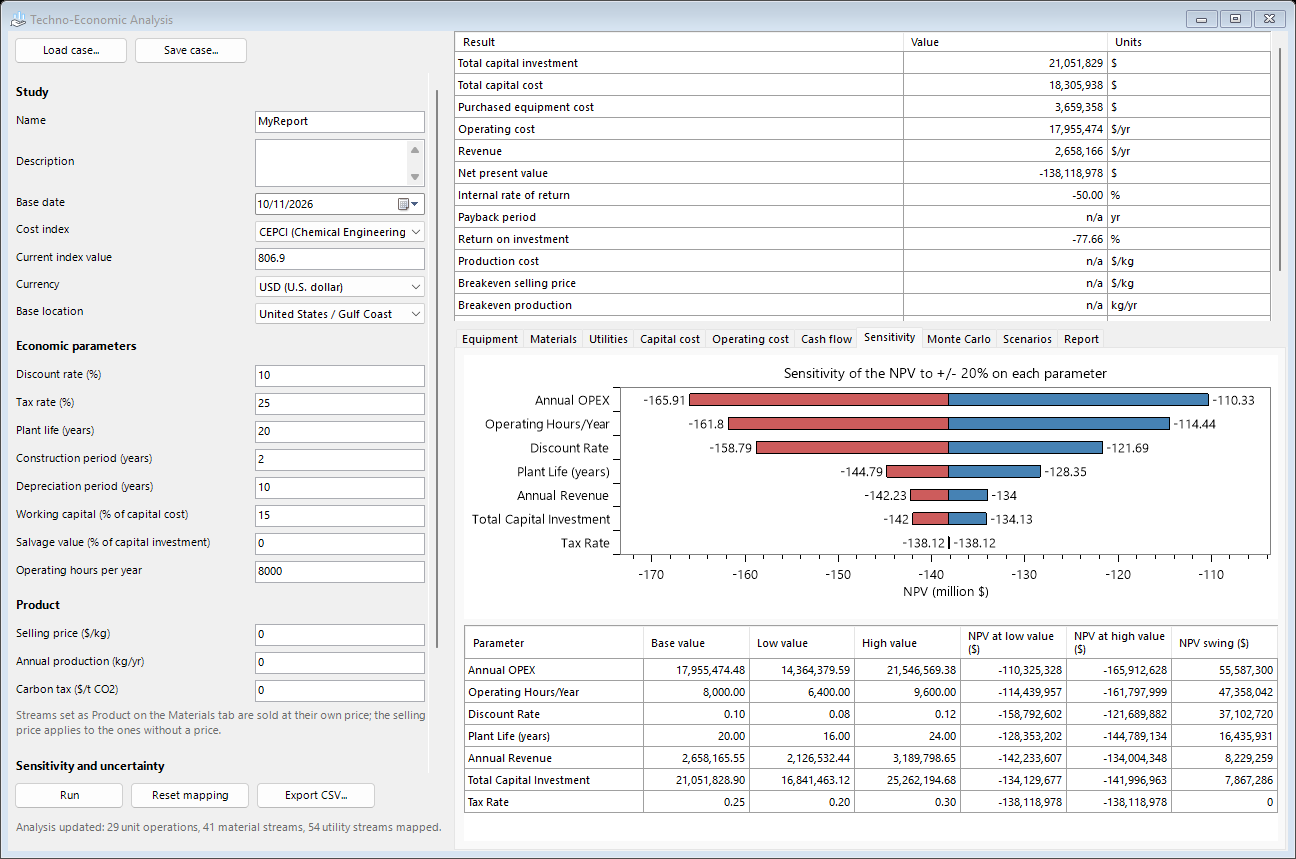 Techno-Economic Analysis
Load case...
Save case...
Study
Name
MyReport
Description
Base date
10/11/2026
Cost index
CEPCI (Chemical Engineering
Current index value
806.9
Currency
USD (U.S. dollar)
Base location
United States / Gulf Coast
Economic parameters
Discount rate (%)
10
Tax rate (%)
25
Plant life (years)
20
Construction period (years)
2
Depreciation period (years)
10
Working capital (% of capital cost)
15
Salvage value (% of capital investment)
0
Operating hours per year
8000
Product
Selling price ($/kg)
0
Annual production (kg/yr)
0
Carbon tax ($/t CO2)
0
Streams set as Product on the Materials tab are sold at their own price; the selling
price applies to the ones without a price.
Sensitivity and uncertainty
Run
Reset mapping
Export CSV...
Analysis updated: 29 unit operations, 41 material streams, 54 utility streams mapped.
Result Value Units
Total capital investment 21,051,829 $
Total capital cost 18,305,938 $
Purchased equipment cost 3,659,358 $
Operating cost 17,955,474 $/yr
Revenue 2,658,166 $/yr
Net present value -138,118,978 $
Internal rate of return -50.00 %
Payback period n/a yr
Return on investment -77.66 %
Production cost n/a $/kg
Breakeven selling price n/a $/kg
Breakeven production n/a kg/yr
Equipment Materials Utilities Capital cost Operating cost Cash flow Sensitivity Monte Carlo Scenarios Report
Sensitivity of the NPV to +/- 20% on each parameter
Annual OPEX -165.91 -110.33
Operating Hours/Year -161.8 -114.44
Discount Rate -158.79 -121.69
Plant Life (years) -144.79 -128.35
Annual Revenue -142.23 -134
Total Capital Investment -142 -134.13
Tax Rate -138.12 -138.12
-170 -160 -150 -140 -130 -120 -110
NPV (million $)
Parameter Base value Low value High value NPV at low value ($) NPV at high value ($) NPV swing ($)
Annual OPEX 17,955,474.48 14,364,379.59 21,546,569.38 -110,325,328 -165,912,628 55,587,300
Operating Hours/Year 8,000.00 6,400.00 9,600.00 -114,439,957 -161,797,999 47,358,042
Discount Rate 0.10 0.08 0.12 -158,792,602 -121,689,882 37,102,720
Plant Life (years) 20.00 16.00 24.00 -128,353,202 -144,789,134 16,435,931
Annual Revenue 2,658,165.55 2,126,532.44 3,189,798.65 -142,233,607 -134,004,348 8,229,259
Total Capital Investment 21,051,828.90 16,841,463.12 25,262,194.68 -134,129,677 -141,996,963 7,867,286
Tax Rate 0.25 0.20 0.30 -138,118,978 -138,118,978 0